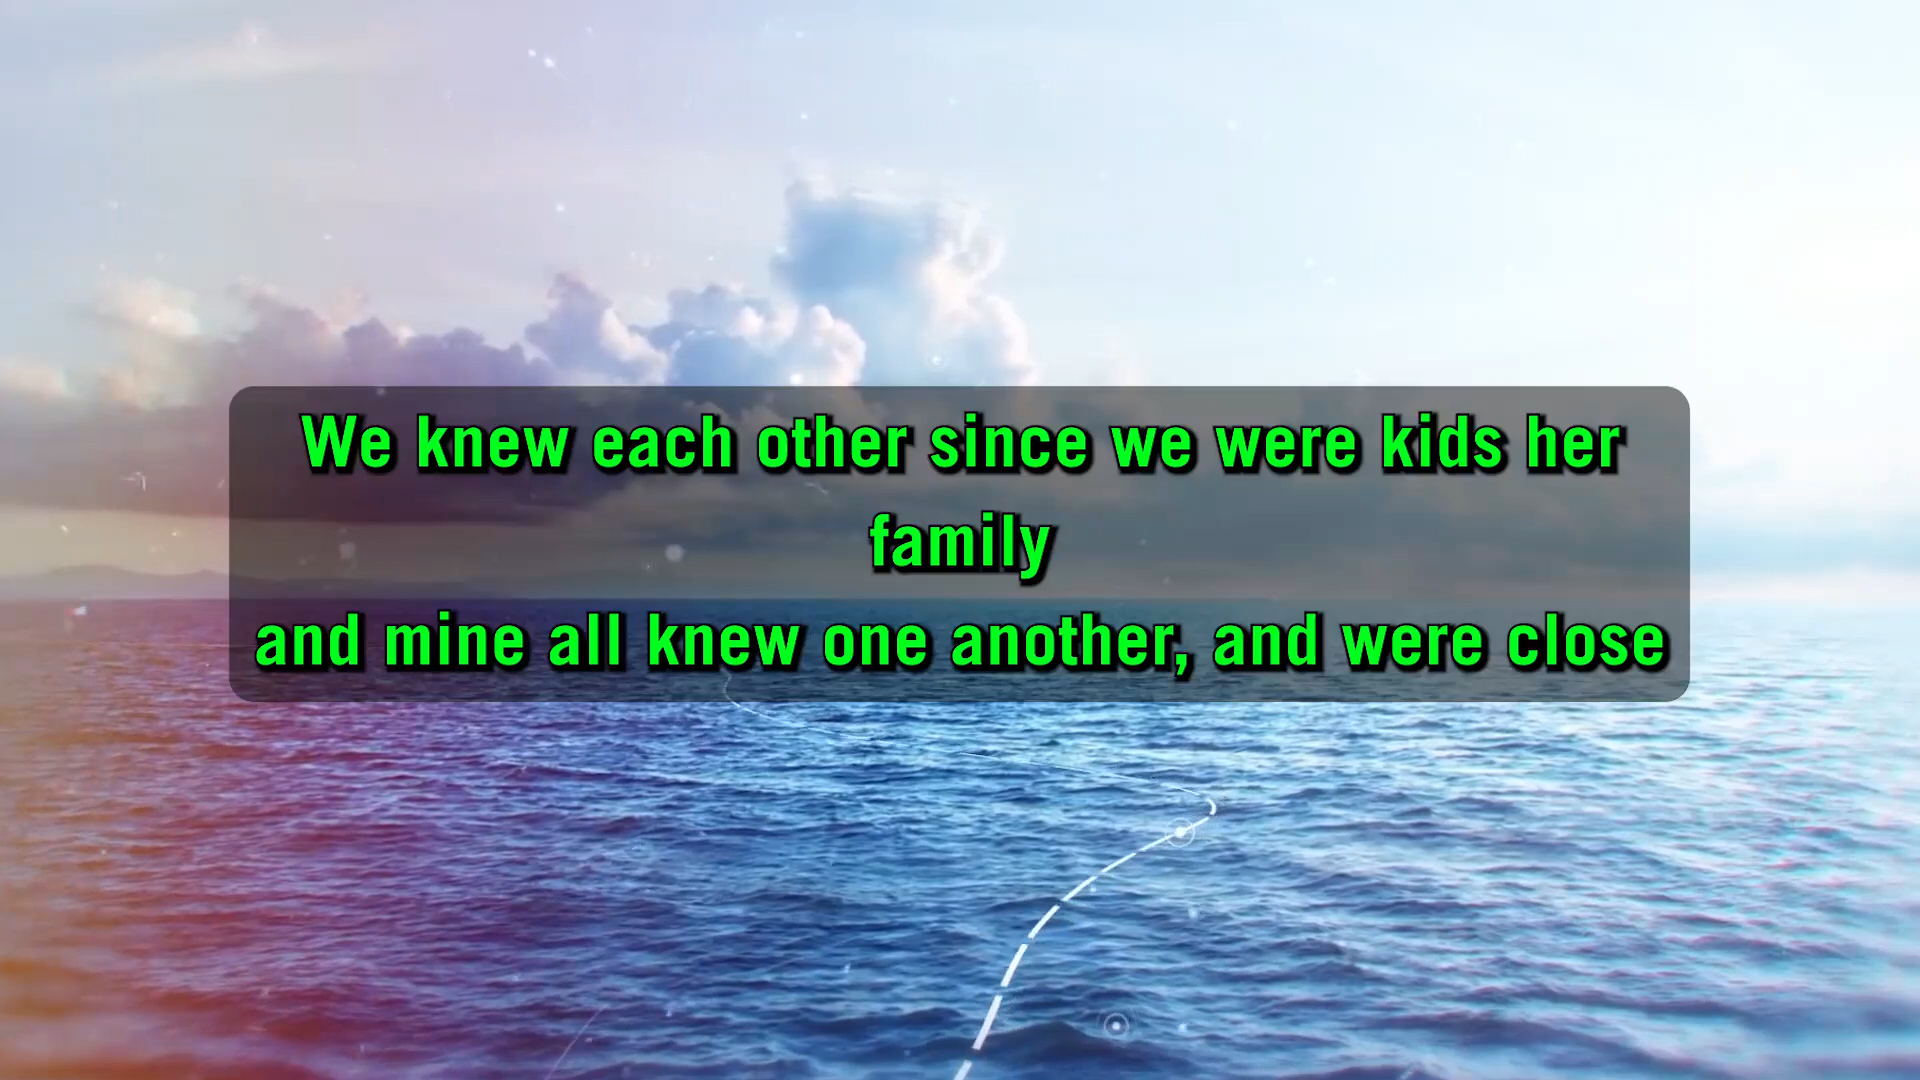 We knew each other since we were kids her
family
and mine all knew one another, and were close